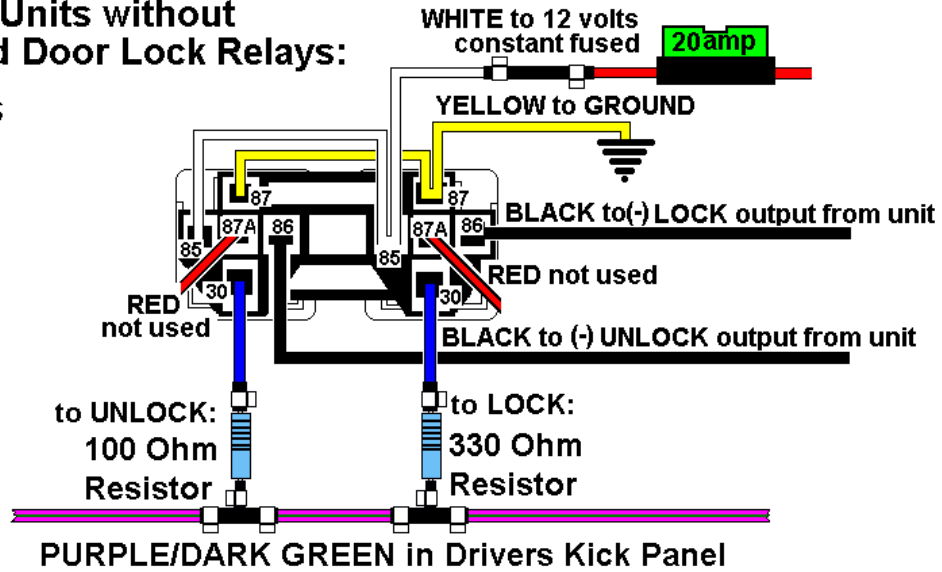 Units without
Door Lock Relays:
WHITE to 12 volts
constant fused
20amp
YELLOW to GROUND
87
87
87A
86
87A
86
BLACK to(-) LOCK output from unit
85
85
RED not used
30
30
RED
not used
BLACK to (-) UNLOCK output from unit
to UNLOCK:
100 Ohm
Resistor
to LOCK:
330 Ohm
Resistor
PURPLE/DARK GREEN in Drivers Kick Panel